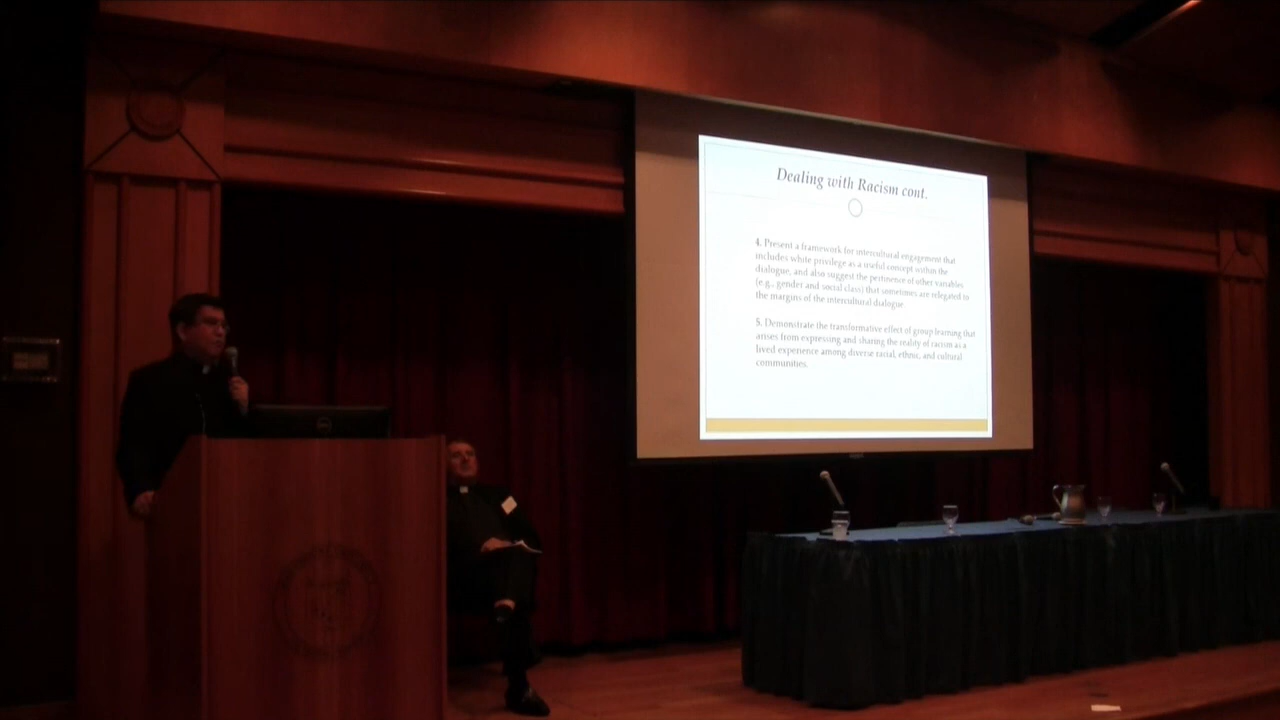 Dealing with Racism cont.
4. Present a framework for intercultural engagement that
includes white privilege as a useful concept within the
dialogue, and also suggest the pertinence of other variables
(e.g., gender and social class) that sometimes are relegated to
the margins of the intercultural dialogue.
5. Demonstrate the transformative effect of group learning that
arises from expressing and sharing the reality of racism as a
lived experience among diverse racial, ethnic, and cultural
communities.